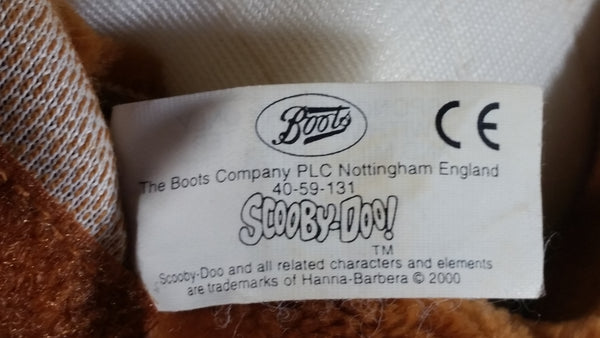 Boots
CE
The Boots Company PLC Nottingham England
40-59-131
SCOOBY-DOO!
TM
Scooby-Doo and all related characters and elements
are trademarks of Hanna-Barbera © 2000